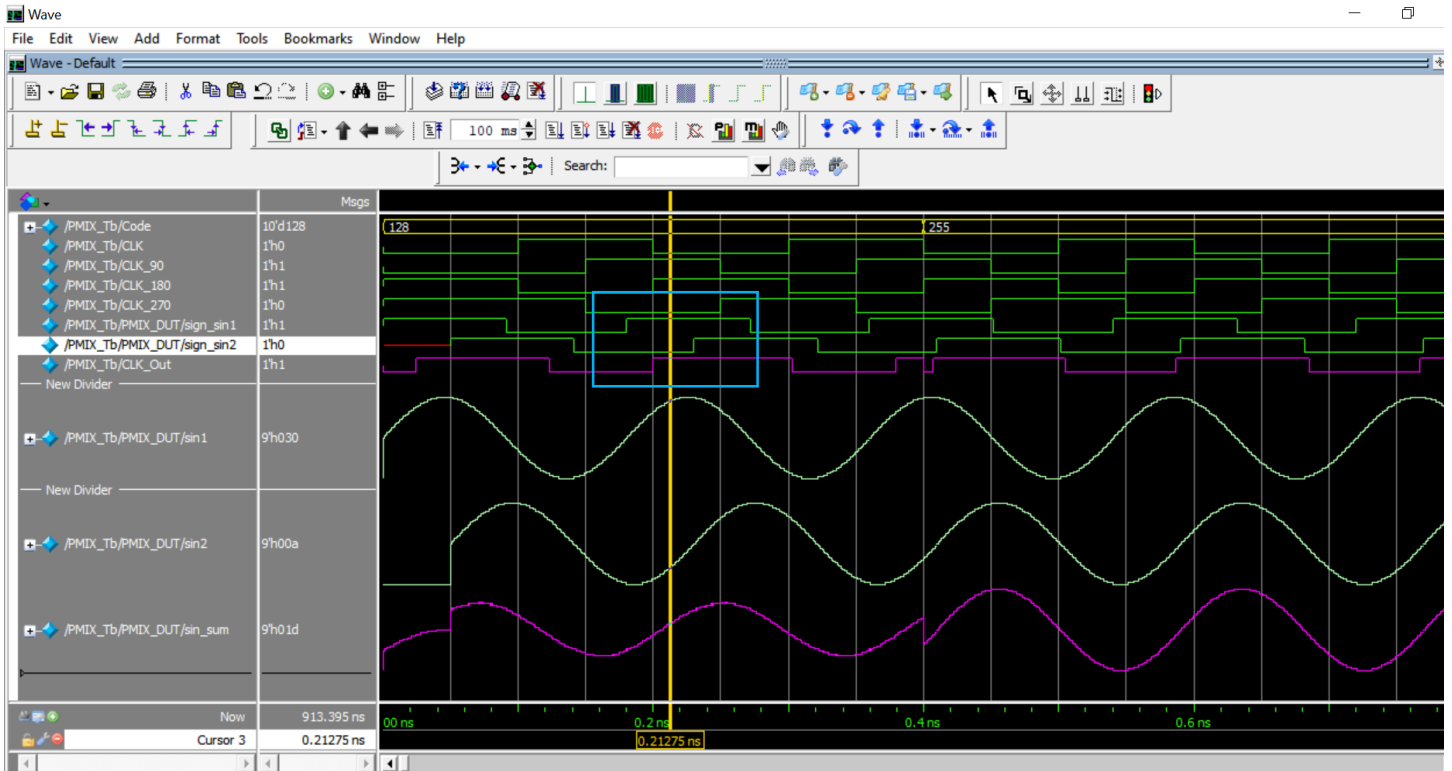 Wave
File Edit View Add Format Tools Bookmarks Window Help
Wave - Default
100 ms
Search:
Msgs
/PMIX_Tb/Code 10'd128 128 255
/PMIX_Tb/CLK 1'h0
/PMIX_Tb/CLK_90 1'h1
/PMIX_Tb/CLK_180 1'h1
/PMIX_Tb/CLK_270 1'h0
/PMIX_Tb/PMIX_DUT/sign_sin1 1'h1
/PMIX_Tb/PMIX_DUT/sign_sin2 1'h0
/PMIX_Tb/CLK_Out 1'h1
New Divider
/PMIX_Tb/PMIX_DUT/sin1 9'h030
New Divider
/PMIX_Tb/PMIX_DUT/sin2 9'h00a
/PMIX_Tb/PMIX_DUT/sin_sum 9'h01d
Now 913.395 ns 00 ns 0.2 ns 0.4 ns 0.6 ns
Cursor 3 0.21275 ns 0.21275 ns